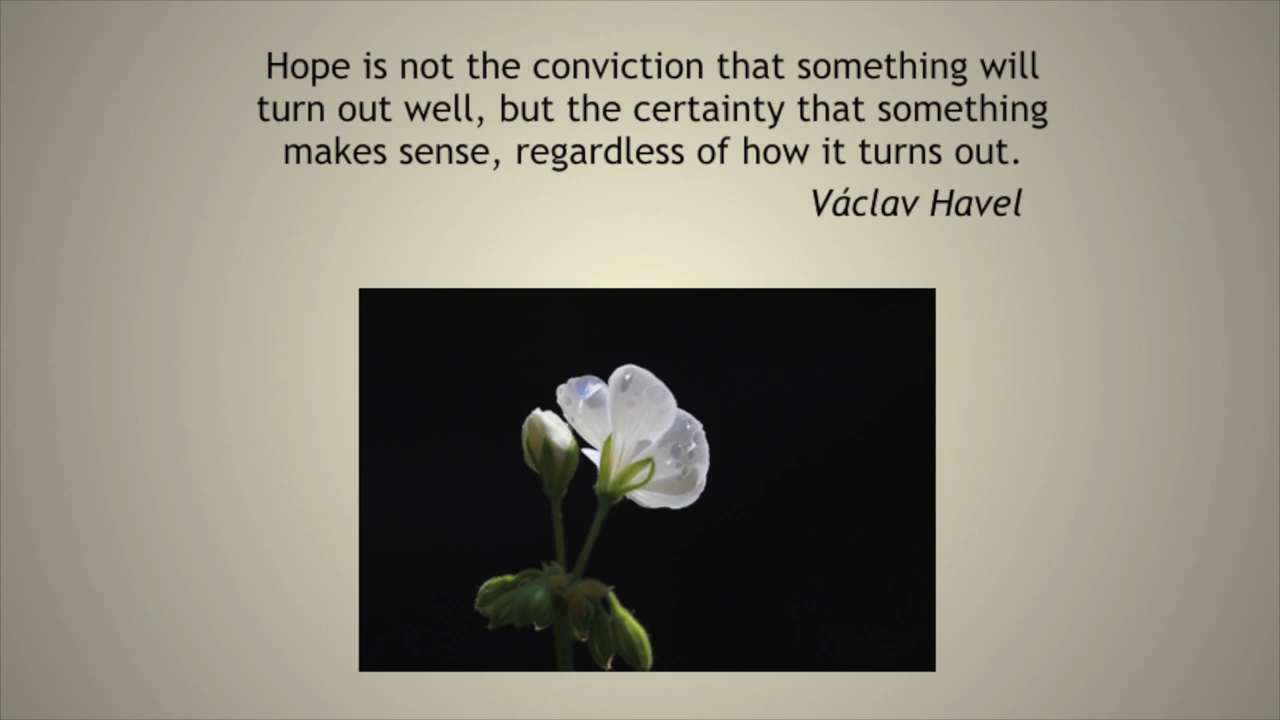 Hope is not the conviction that something will
turn out well, but the certainty that something
makes sense, regardless of how it turns out.
Václav Havel